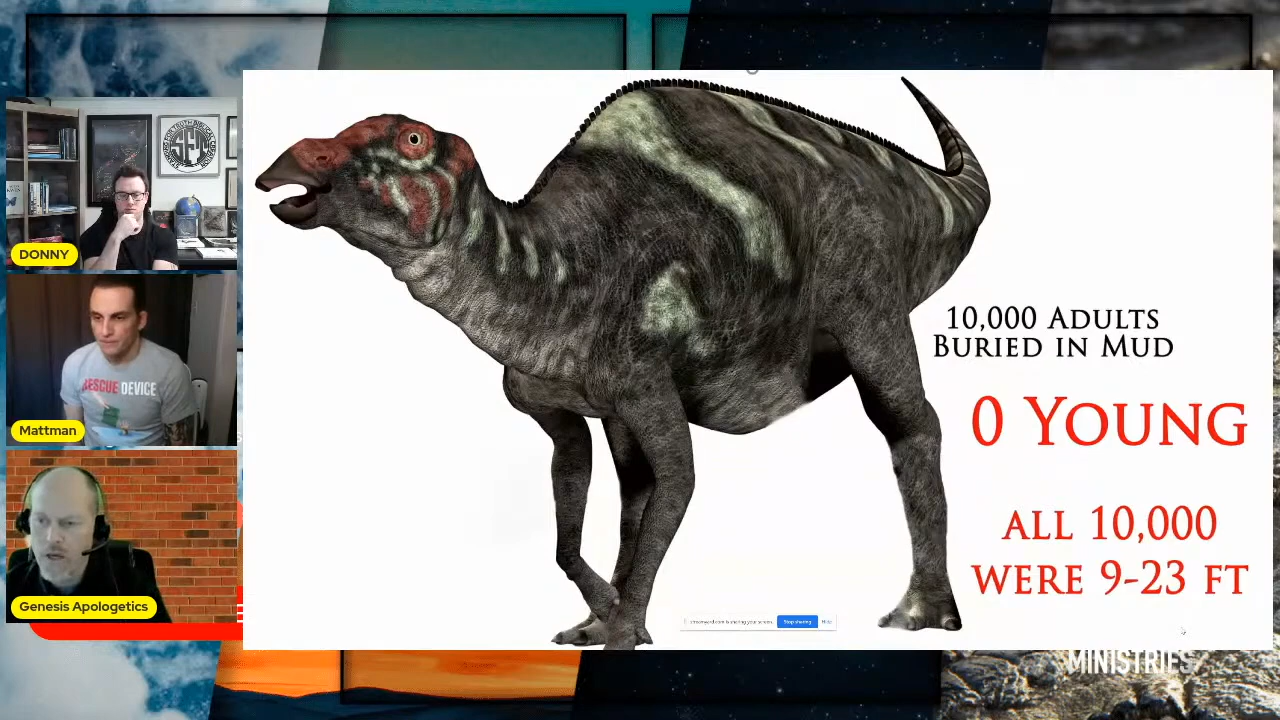 SFT
DONNY
RESCUE DEVICE
Mattman
Genesis Apologetics
10,000 Adults
Buried in Mud
0 Young
ALL 10,000
WERE 9-23 FT
Stop sharing
Hide
MINISTRIES